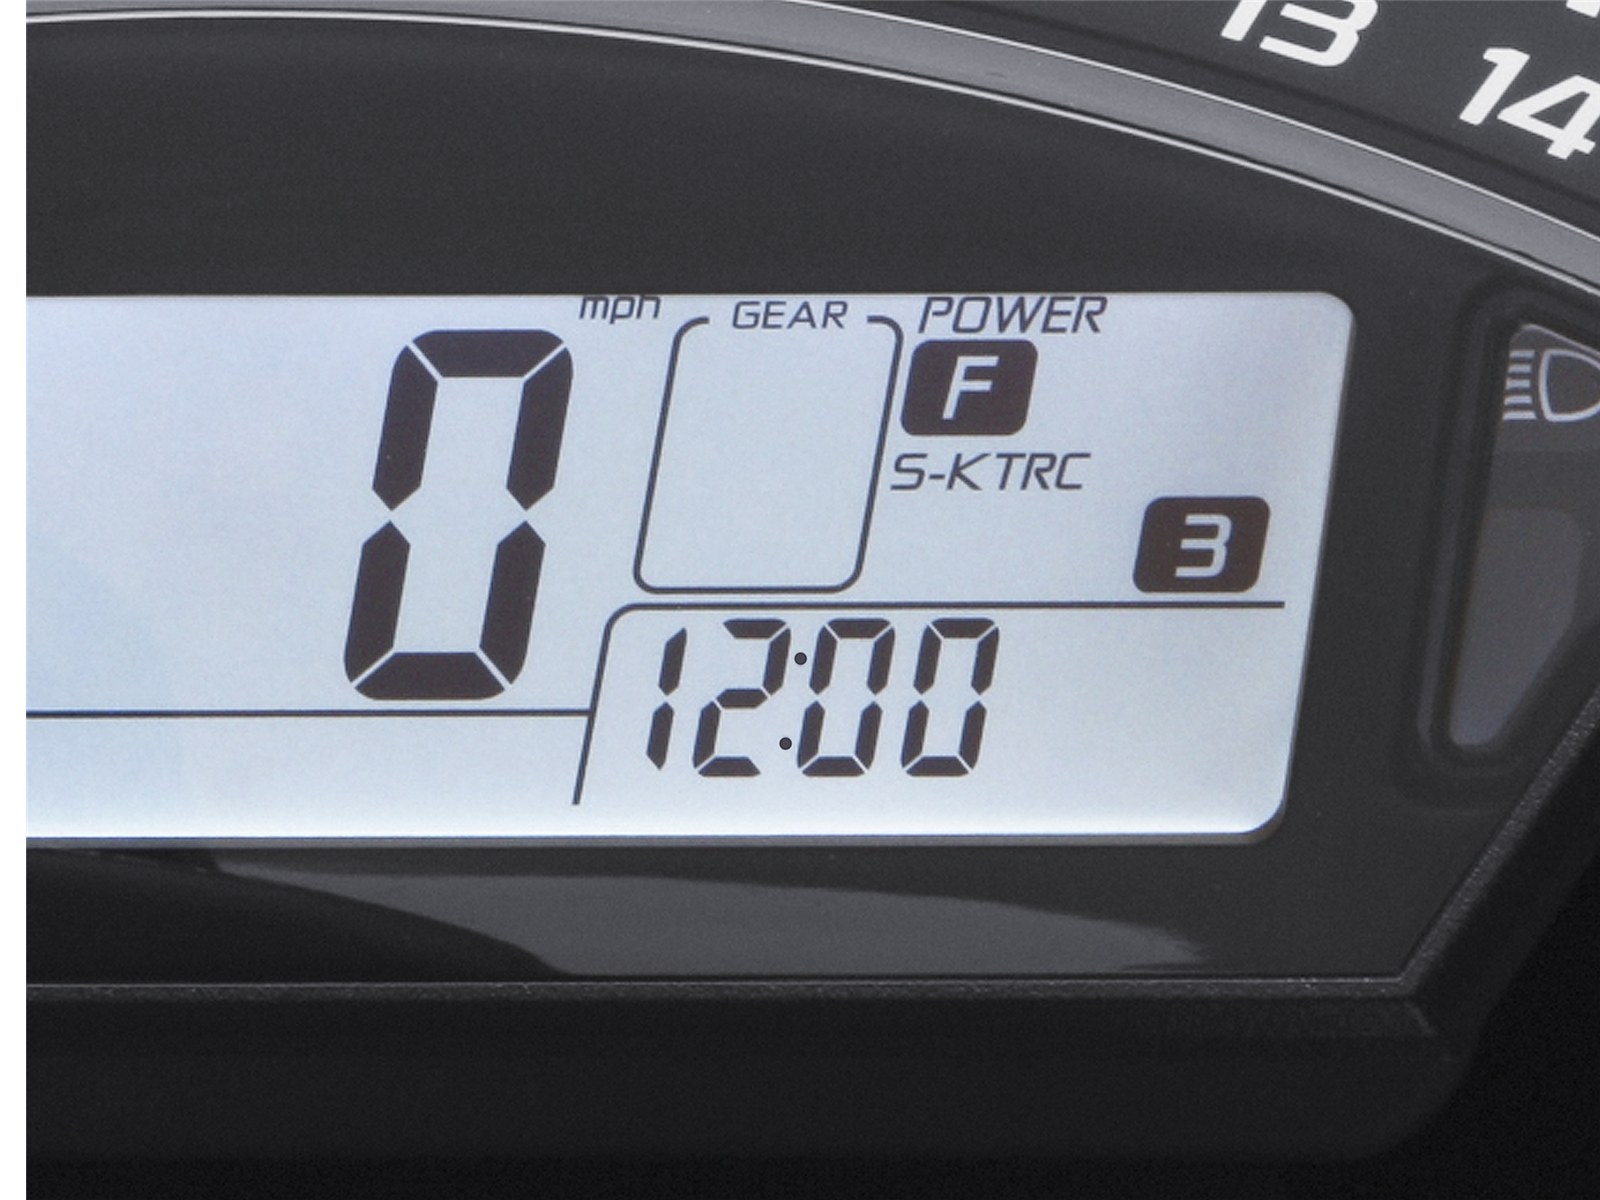 13
14
mph GEAR POWER
0
F
S-KTRC
3
12:00